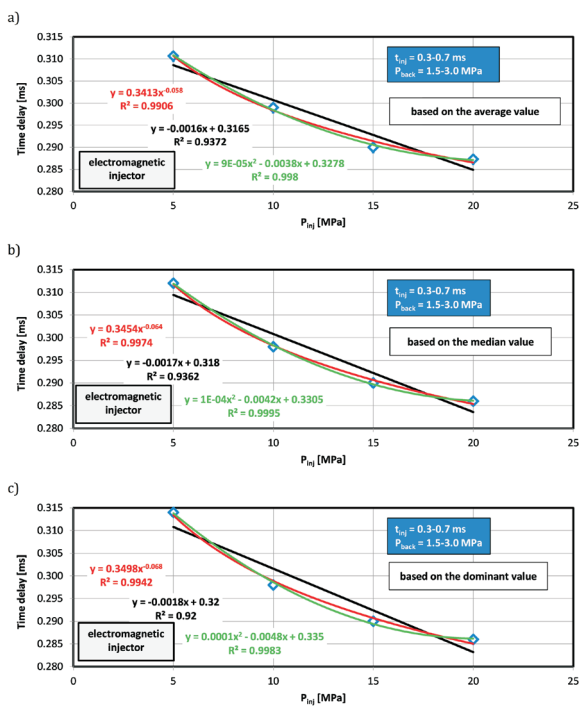 a)
0.315
0.310
0.305
0.300
0.295
0.290
0.285
0.280
Time delay [ms]
t_inj = 0.3-0.7 ms
P_back = 1.5-3.0 MPa
y = 0.3413x^-0.058
R² = 0.9906
based on the average value
y = -0.0016x + 0.3165
R² = 0.9372
electromagnetic
injector
y = 9E-05x² - 0.0038x + 0.3278
R² = 0.998
0 5 10 15 20 25
P_inj [MPa]
b)
0.315
0.310
0.305
0.300
0.295
0.290
0.285
0.280
Time delay [ms]
t_inj = 0.3-0.7 ms
P_back = 1.5-3.0 MPa
y = 0.3454x^-0.064
R² = 0.9974
based on the median value
y = -0.0017x + 0.318
R² = 0.9362
electromagnetic
injector
y = 1E-04x² - 0.0042x + 0.3305
R² = 0.9995
0 5 10 15 20 25
P_inj [MPa]
c)
0.315
0.310
0.305
0.300
0.295
0.290
0.285
0.280
Time delay [ms]
t_inj = 0.3-0.7 ms
P_back = 1.5-3.0 MPa
y = 0.3498x^-0.068
R² = 0.9942
based on the dominant value
y = -0.0018x + 0.32
R² = 0.92
electromagnetic
injector
y = 0.0001x² - 0.0048x + 0.335
R² = 0.9983
0 5 10 15 20 25
P_inj [MPa]